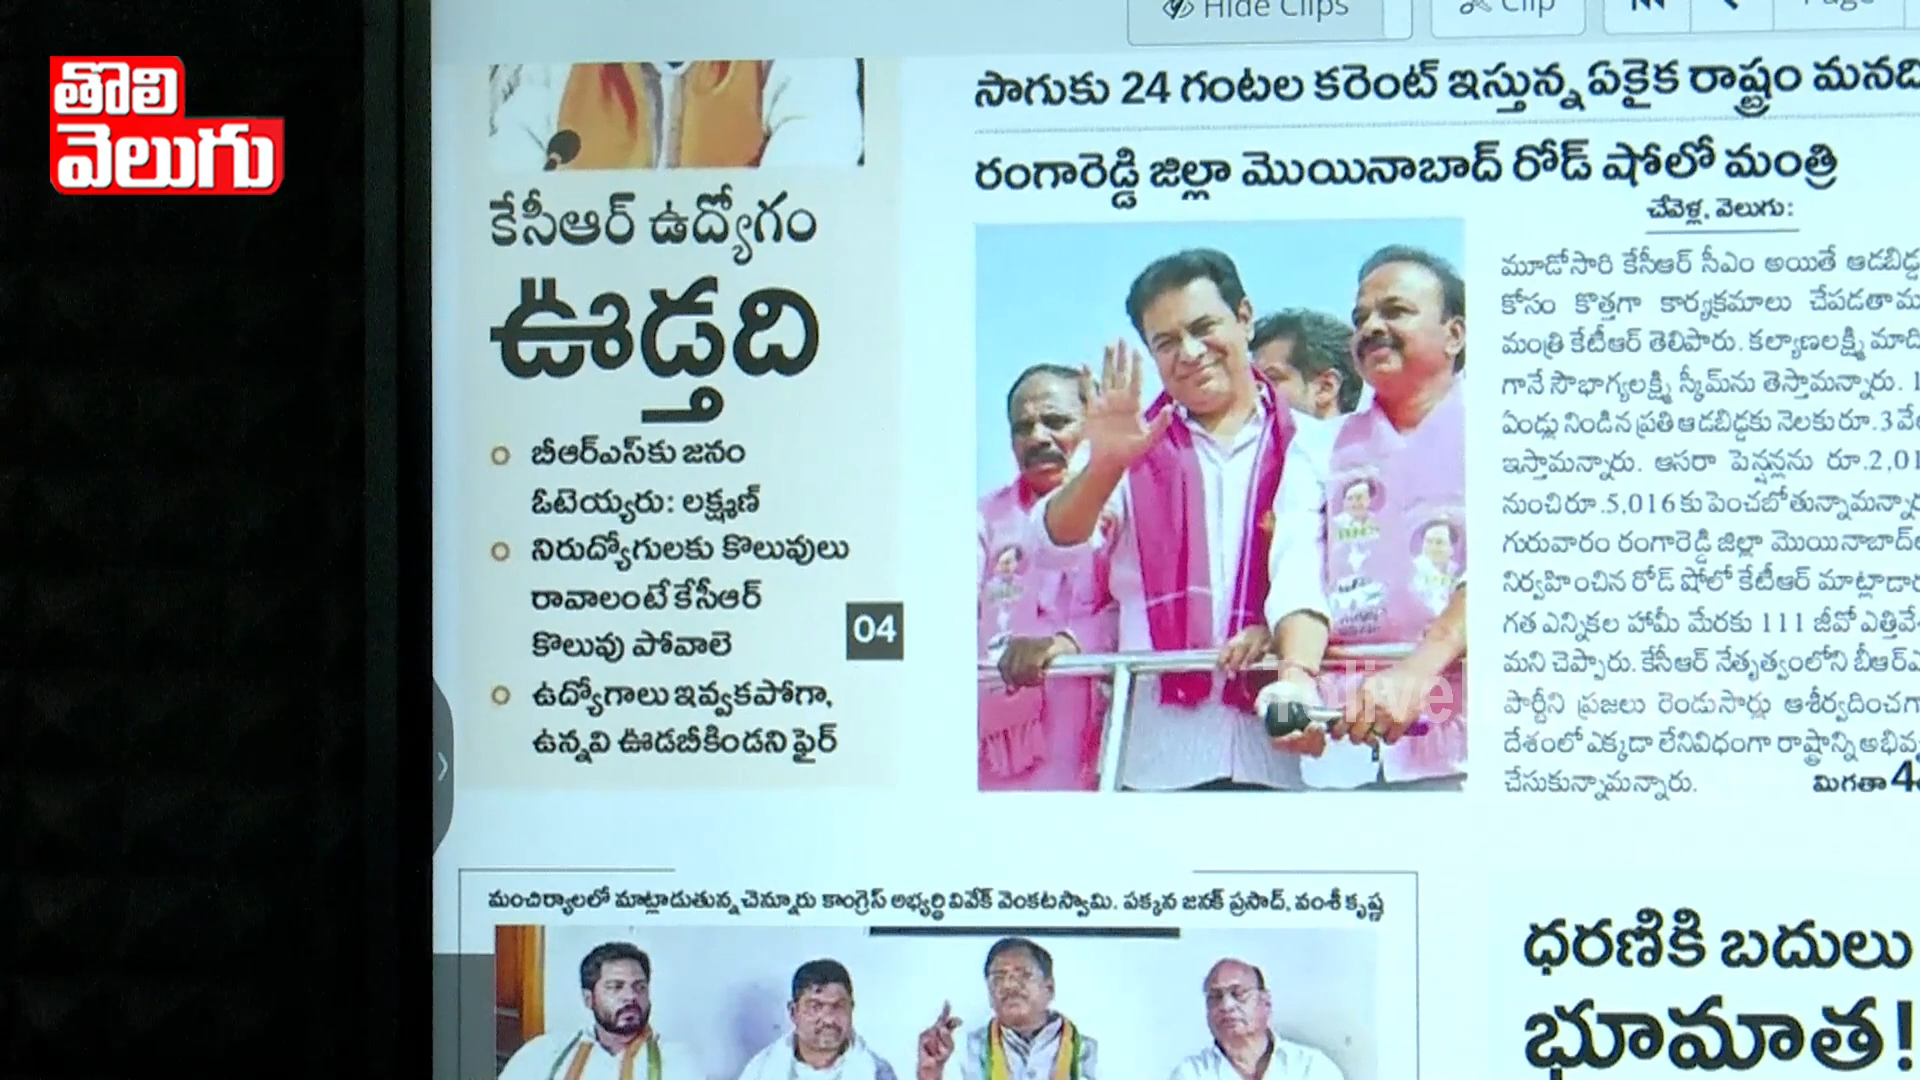 తొలి
వెలుగు
Hide Clips
Clip
Page
కేసీఆర్ ఉద్యోగం
ఊడ్తది
బీఆర్ఎస్‌కు జనం
ఓటెయ్యరు: లక్ష్మణ్
నిరుద్యోగులకు కొలువులు
రావాలంటే కేసీఆర్
కొలువు పోవాలె
04
ఉద్యోగాలు ఇవ్వకపోగా,
ఉన్నవి ఊడబీకిండని ఫైర్
సాగుకు 24 గంటల కరెంట్ ఇస్తున్న ఏకైక రాష్ట్రం మనది
రంగారెడ్డి జిల్లా మొయినాబాద్ రోడ్ షోలో మంత్రి
చేవెళ్ల, వెలుగు:
మూడోసారి కేసీఆర్ సీఎం అయితే ఆడబిడ్డ
కోసం కొత్తగా కార్యక్రమాలు చేపడతామ
మంత్రి కేటీఆర్ తెలిపారు. కల్యాణలక్ష్మి మాది
గానే సౌభాగ్యలక్ష్మి స్కీమ్‌ను తెస్తామన్నారు. 1
ఏండ్లు నిండిన ప్రతి ఆడబిడ్డకు నెలకు రూ.3 వే
ఇస్తామన్నారు. ఆసరా పెన్షన్లను రూ.2,01
నుంచి రూ.5,016 కు పెంచబోతున్నామన్నా
గురువారం రంగారెడ్డి జిల్లా మొయినాబాద్‌
నిర్వహించిన రోడ్ షోలో కేటీఆర్ మాట్లాడా
గత ఎన్నికల హామీ మేరకు 111 జీవో ఎత్తివే
మని చెప్పారు. కేసీఆర్ నేతృత్వంలోని బీఆర్ఎ
పార్టీని ప్రజలు రెండుసార్లు ఆశీర్వదించగా
దేశంలో ఎక్కడా లేనివిధంగా రాష్ట్రాన్ని అభివృ
చేసుకున్నామన్నారు. మిగతా 4
మంచిర్యాలలో మాట్లాడుతున్న చెన్నూరు కాంగ్రెస్ అభ్యర్థి వివేక్ వెంకటస్వామి. పక్కన జనక్ ప్రసాద్, వంశీకృష్ణ
ధరణికి బదులు
భూమాత!